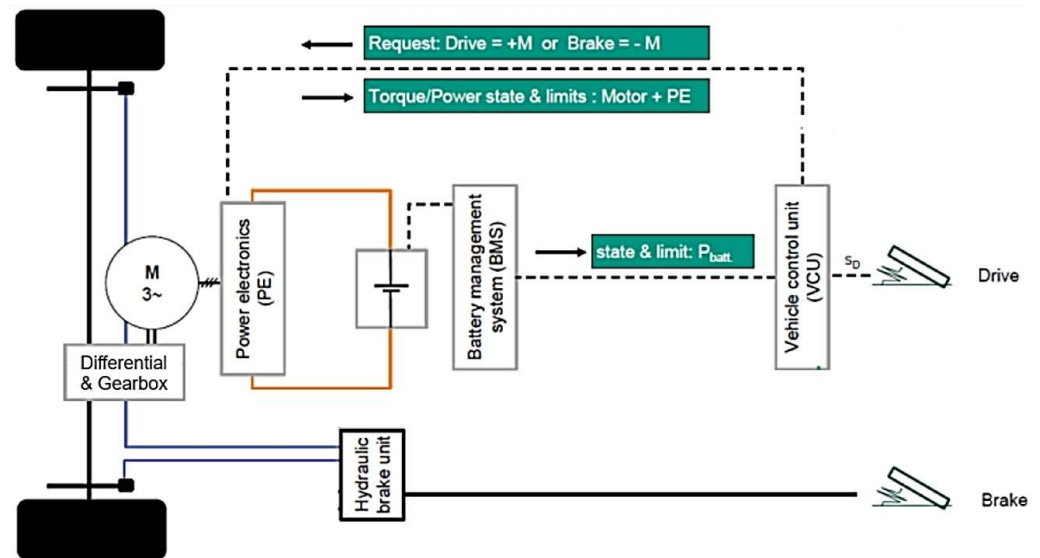 Request: Drive = +M or Brake = - M
Torque/Power state & limits : Motor + PE
M
3~
Power electronics
(PE)
Battery management
system (BMS)
state & limit: Pbatt.
Vehicle control unit
(VCU)
SD
Drive
Differential
& Gearbox
Hydraulic
brake unit
Brake